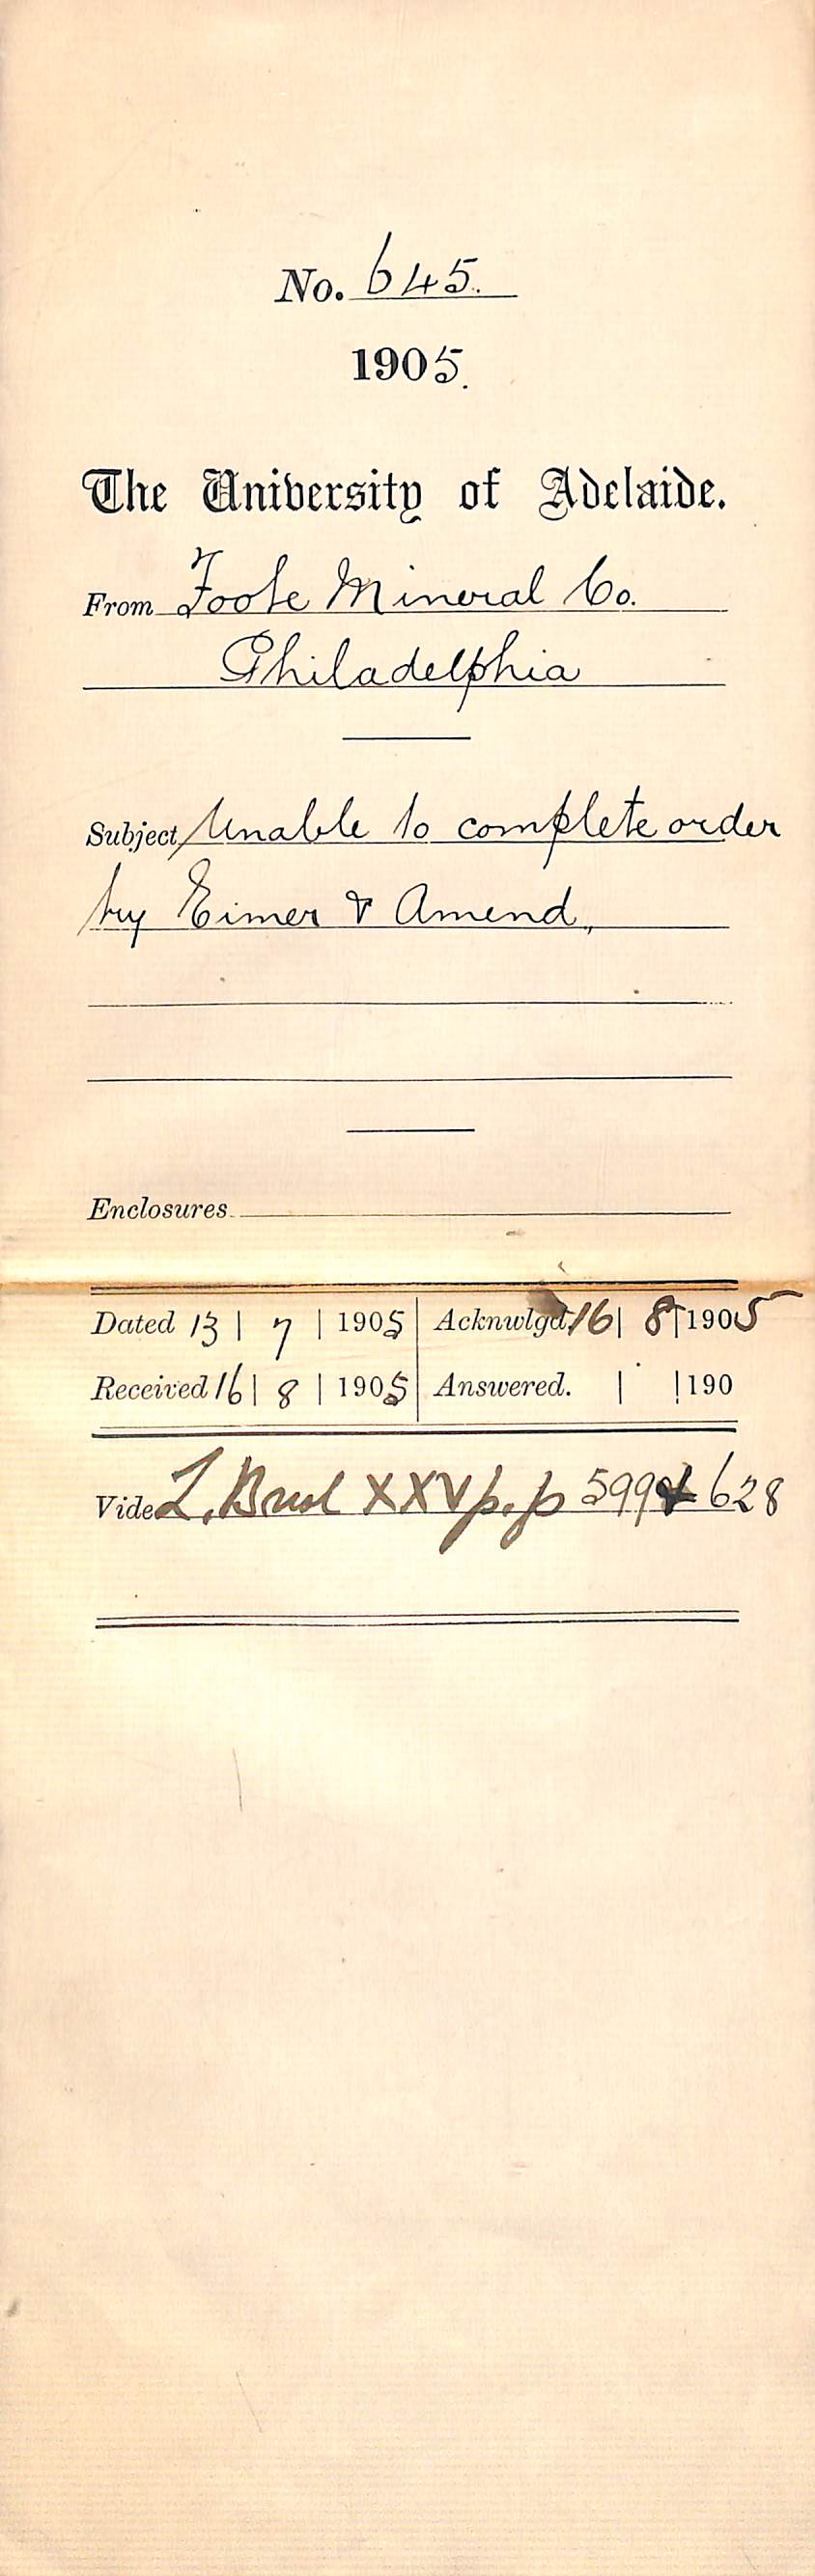 No. 645.
1905.
The University of Adelaide.
From Foote Mineral Co.
Philadelphia
Subject Unable to complete order
by Eimer & Amend.
Enclosures
Dated 13 | 7 | 1905 Acknwlgd. 16 | 8 | 1905
Received 16 | 8 | 1905 Answered. | | 190
Vide L. XXV p.p 599 & 628